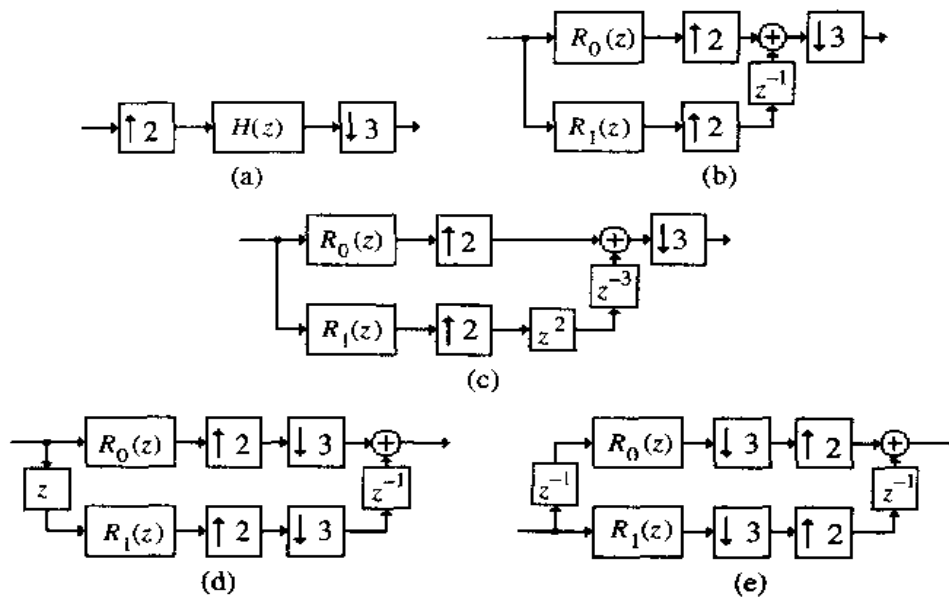 ↑ 2 H(z) ↓ 3
(a)
R₀(z) ↑ 2 + ↓ 3
z⁻¹
R₁(z) ↑ 2
(b)
R₀(z) ↑ 2 + ↓ 3
z⁻³
R₁(z) ↑ 2 z²
(c)
R₀(z) ↑ 2 ↓ 3 +
z z⁻¹
R₁(z) ↑ 2 ↓ 3
(d)
R₀(z) ↓ 3 ↑ 2 +
z⁻¹ z⁻¹
R₁(z) ↓ 3 ↑ 2
(e)